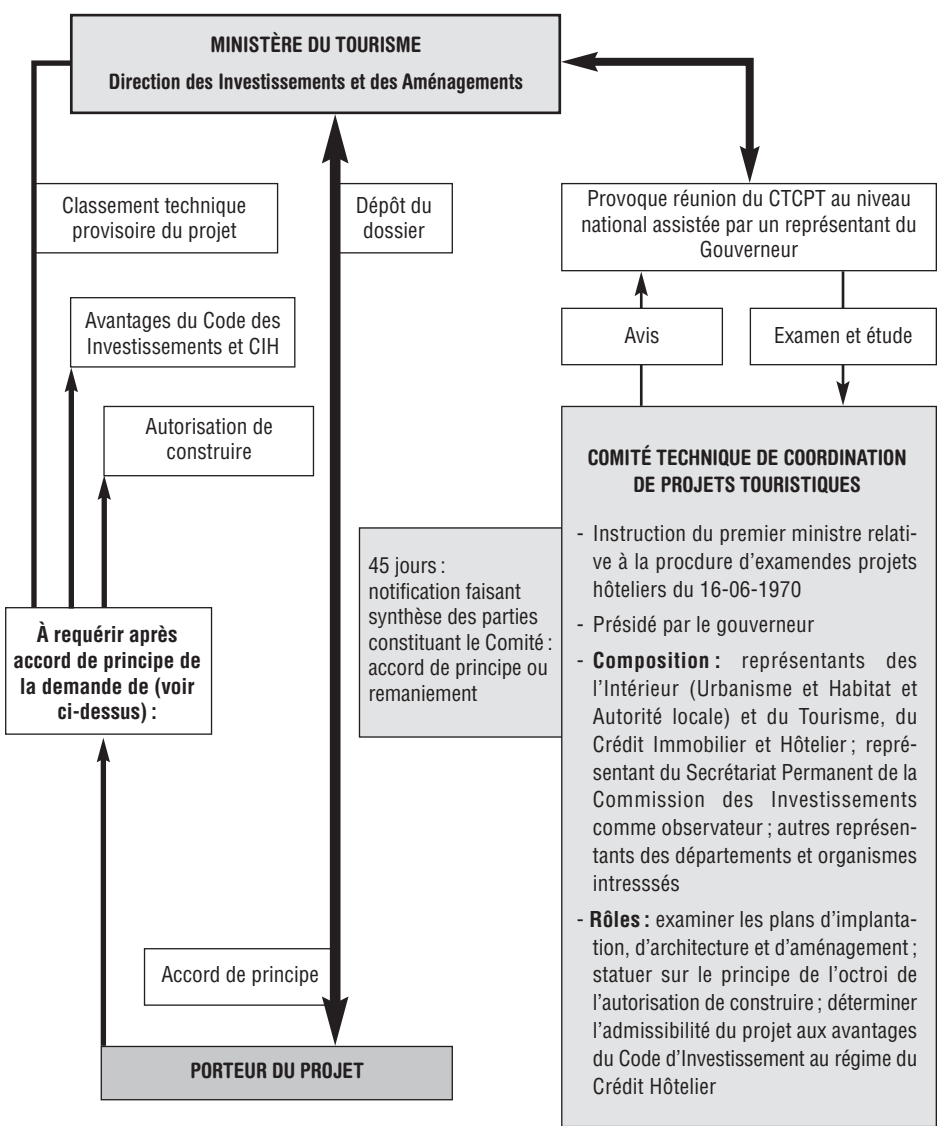 MINISTÈRE DU TOURISME
Direction des Investissements et des Aménagements
Classement technique
provisoire du projet
Dépôt du
dossier
Provoque réunion du CTCPT au niveau
national assistée par un représentant du
Gouverneur
Avantages du Code des
Investissements et CIH
Avis
Examen et étude
Autorisation de
construire
À requérir après
accord de principe de
la demande de (voir
ci-dessus) :
45 jours :
notification faisant
synthèse des parties
constituant le Comité :
accord de principe ou
remaniement
COMITÉ TECHNIQUE DE COORDINATION
DE PROJETS TOURISTIQUES
- Instruction du premier ministre relati-
ve à la procdure d'examendes projets
hôteliers du 16-06-1970
- Présidé par le gouverneur
- Composition : représentants des
l'Intérieur (Urbanisme et Habitat et
Autorité locale) et du Tourisme, du
Crédit Immobilier et Hôtelier ; repré-
sentant du Secrétariat Permanent de la
Commission des Investissements
comme observateur ; autres représen-
tants des départements et organismes
intresssés
- Rôles : examiner les plans d'implanta-
tion, d'architecture et d'aménagement ;
statuer sur le principe de l'octroi de
l'autorisation de construire ; déterminer
l'admissibilité du projet aux avantages
du Code d'Investissement au régime du
Crédit Hôtelier
Accord de principe
PORTEUR DU PROJET